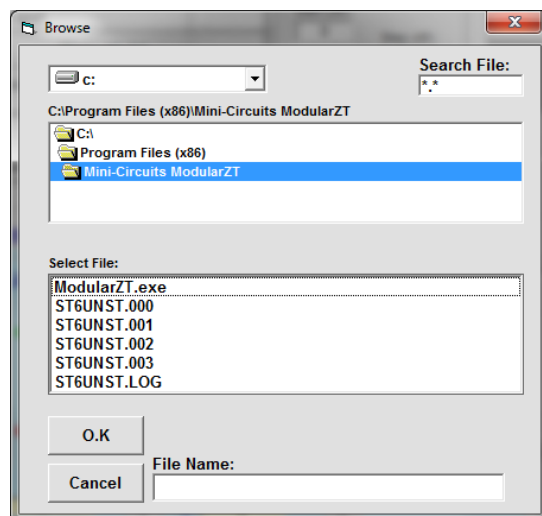 Browse
c:
Search File:
*.*
C:\Program Files (x86)\Mini-Circuits ModularZT
C:\
Program Files (x86)
Mini-Circuits ModularZT
Select File:
ModularZT.exe
ST6UNST.000
ST6UNST.001
ST6UNST.002
ST6UNST.003
ST6UNST.LOG
O.K
Cancel
File Name: